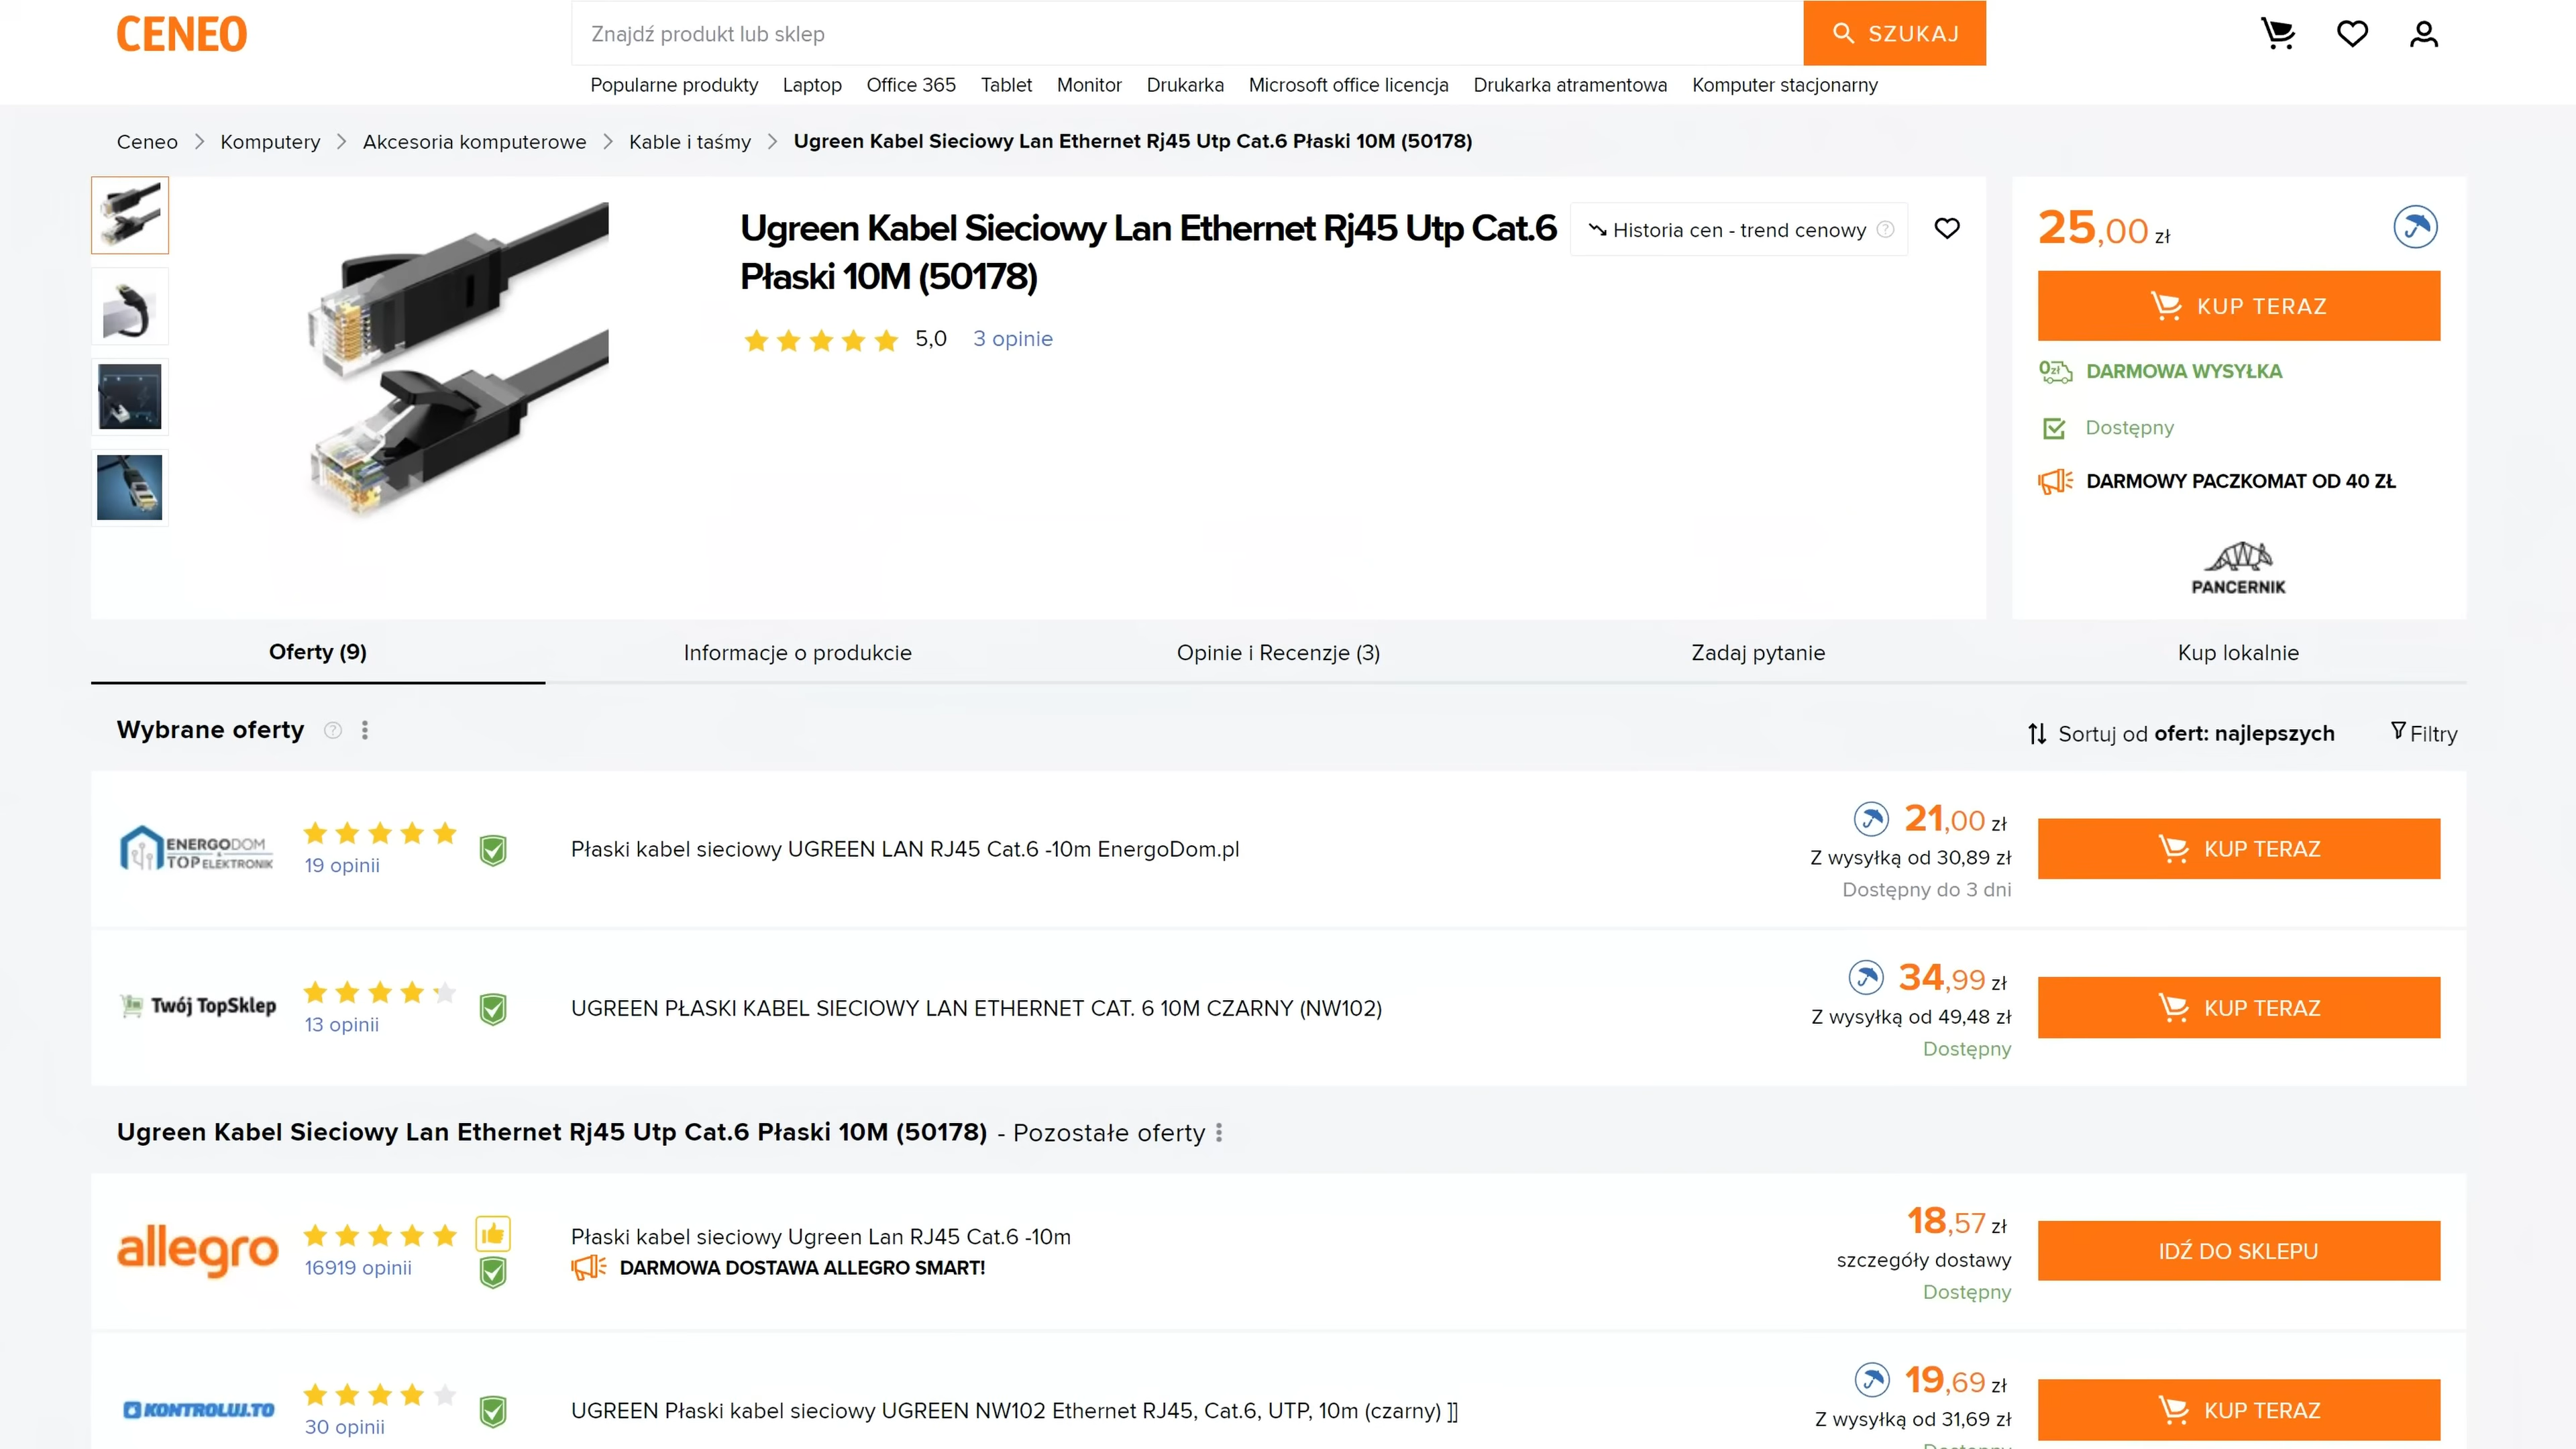 CENEO
Znajdź produkt lub sklep
SZUKAJ
Popularne produkty Laptop Office 365 Tablet Monitor Drukarka Microsoft office licencja Drukarka atramentowa Komputer stacjonarny
Ceneo > Komputery > Akcesoria komputerowe > Kable i taśmy > Ugreen Kabel Sieciowy Lan Ethernet Rj45 Utp Cat.6 Płaski 10M (50178)
Ugreen Kabel Sieciowy Lan Ethernet Rj45 Utp Cat.6
Płaski 10M (50178)
Historia cen - trend cenowy ?
5,0 3 opinie
25,00 zł
KUP TERAZ
0zł DARMOWA WYSYŁKA
Dostępny
DARMOWY PACZKOMAT OD 40 ZŁ
PANCERNIK
Oferty (9) Informacje o produkcie Opinie i Recenzje (3) Zadaj pytanie Kup lokalnie
Wybrane oferty ?
Sortuj od ofert: najlepszych Filtry
ENERGODOM
TOP ELEKTRONIK
19 opinii
Płaski kabel sieciowy UGREEN LAN RJ45 Cat.6 -10m EnergoDom.pl
21,00 zł
Z wysyłką od 30,89 zł
Dostępny do 3 dni
KUP TERAZ
Twój TopSklep
13 opinii
UGREEN PŁASKI KABEL SIECIOWY LAN ETHERNET CAT. 6 10M CZARNY (NW102)
34,99 zł
Z wysyłką od 49,48 zł
Dostępny
KUP TERAZ
Ugreen Kabel Sieciowy Lan Ethernet Rj45 Utp Cat.6 Płaski 10M (50178) - Pozostałe oferty
allegro
16919 opinii
Płaski kabel sieciowy Ugreen Lan RJ45 Cat.6 -10m
DARMOWA DOSTAWA ALLEGRO SMART!
18,57 zł
szczegóły dostawy
Dostępny
IDŹ DO SKLEPU
KONTROLUJ.TO
30 opinii
UGREEN Płaski kabel sieciowy UGREEN NW102 Ethernet RJ45, Cat.6, UTP, 10m (czarny) ]]
19,69 zł
Z wysyłką od 31,69 zł
KUP TERAZ